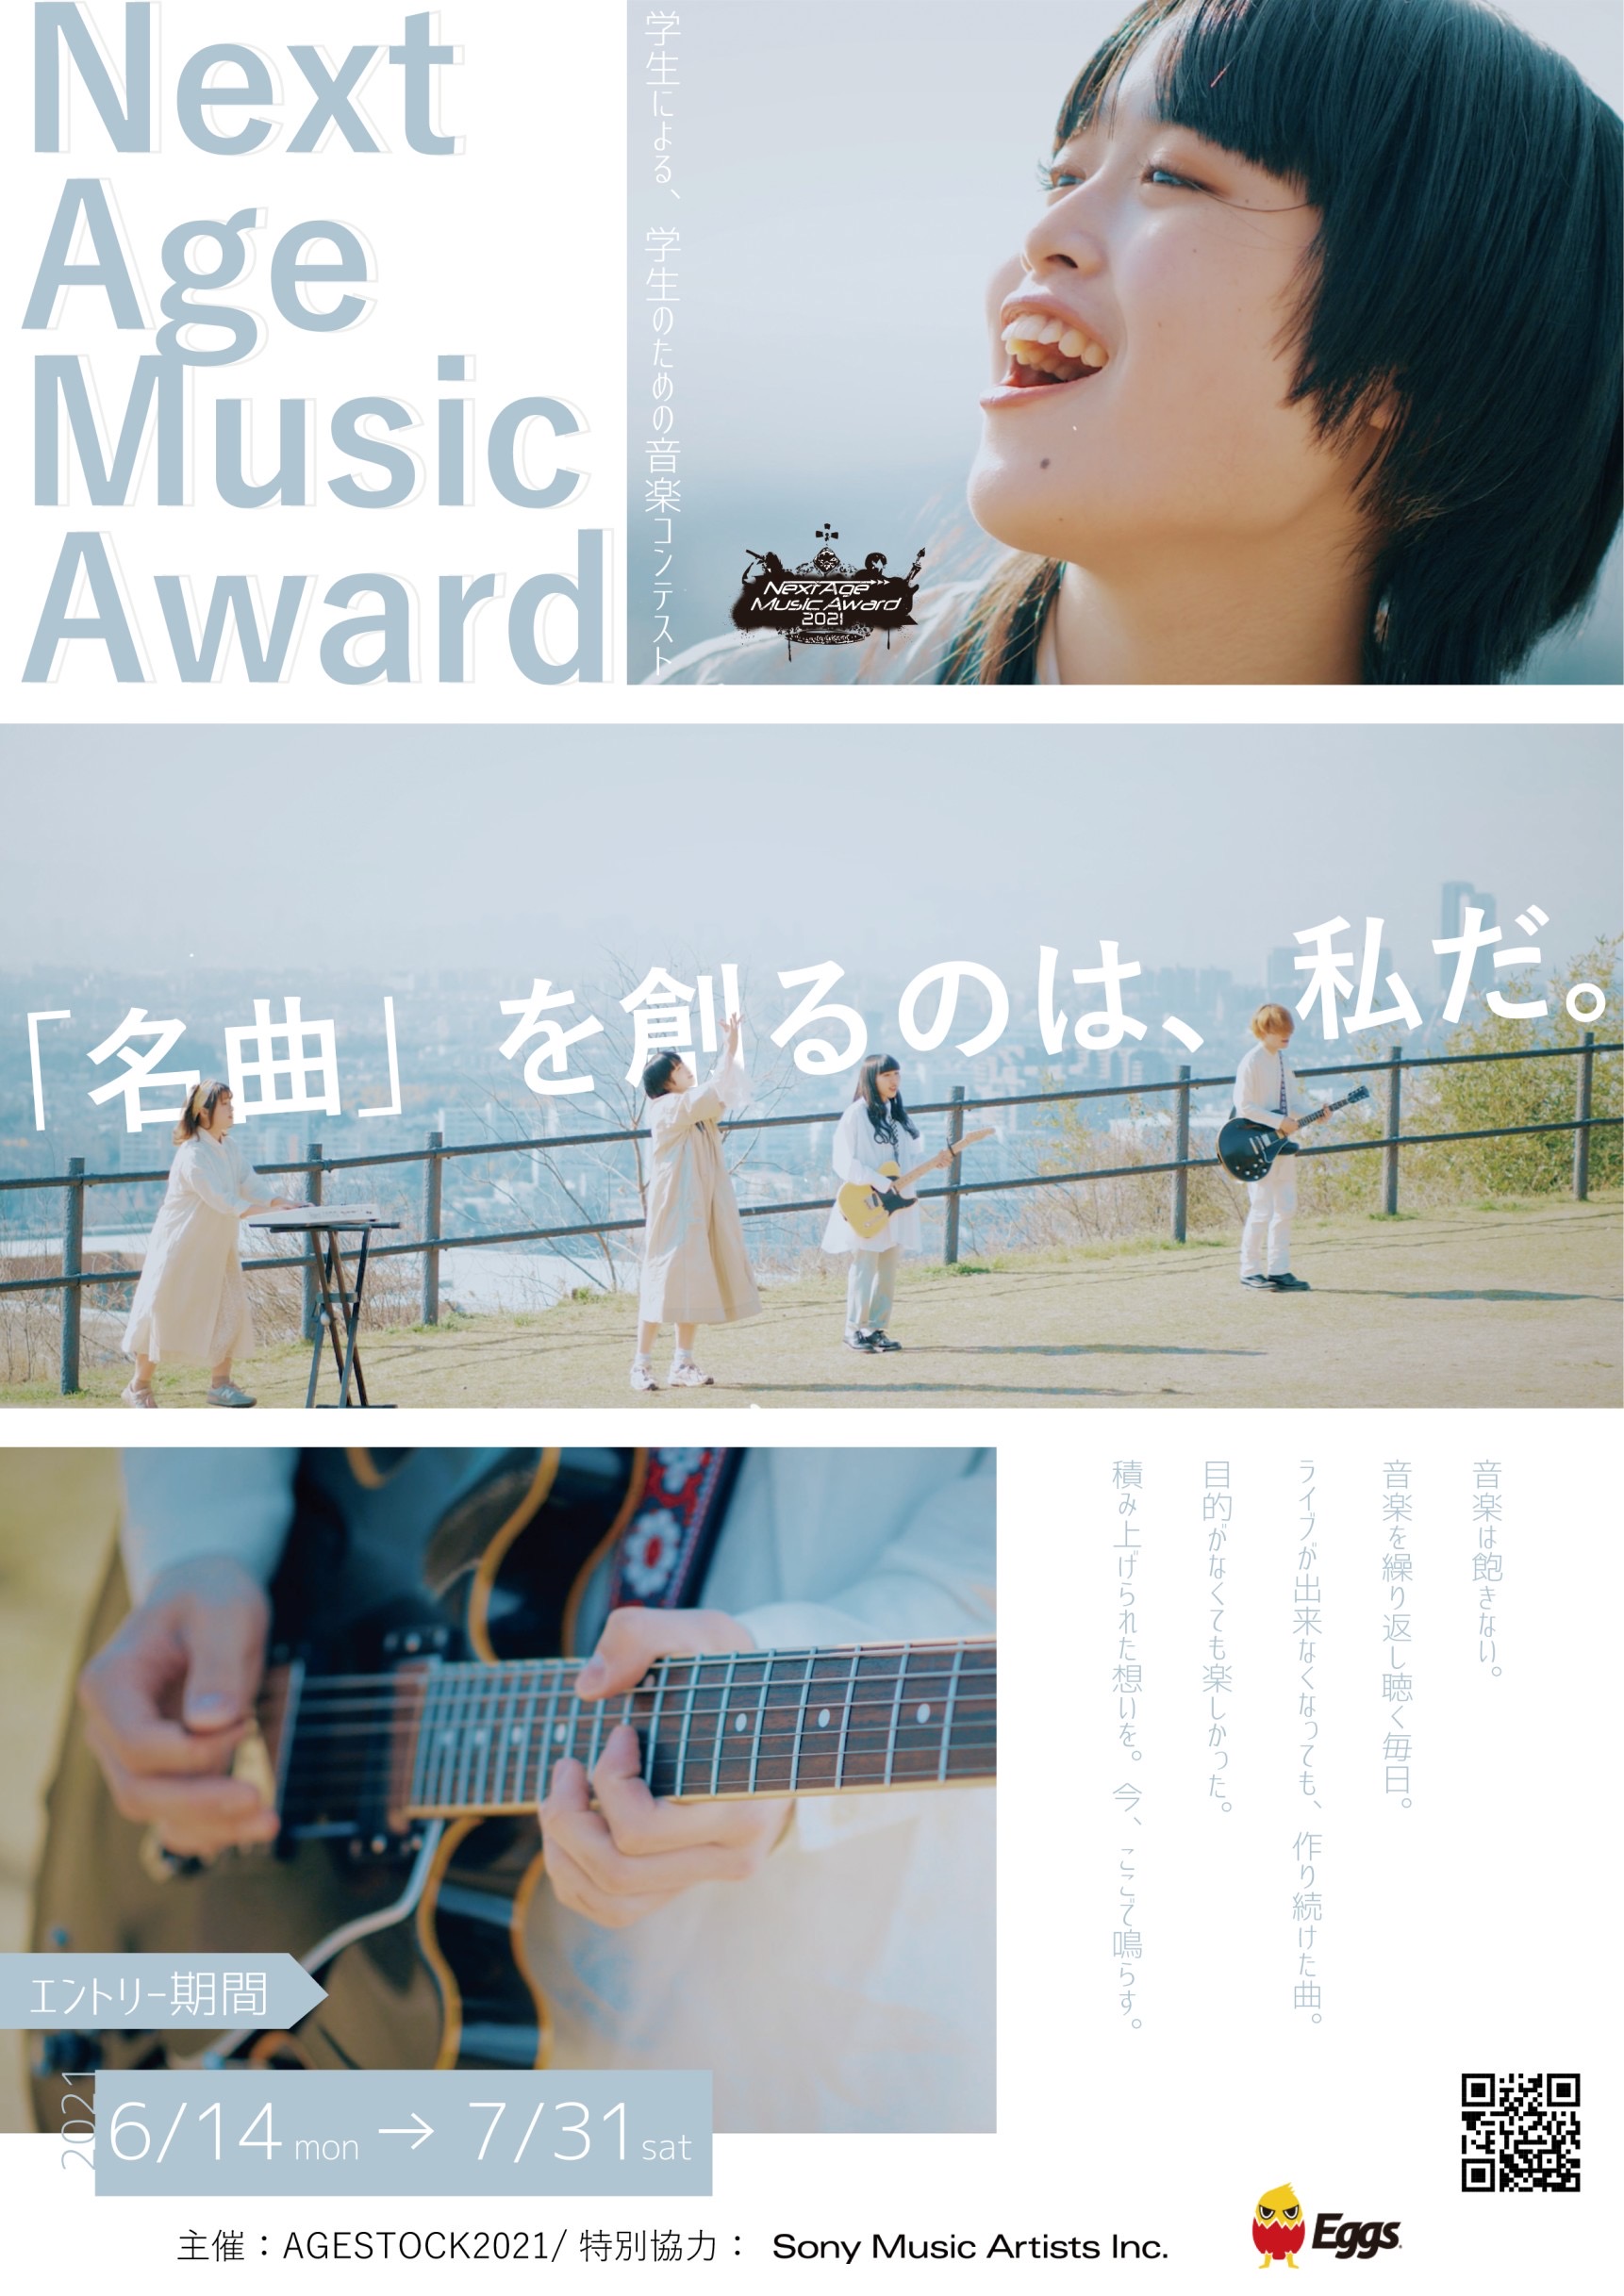 Next
Age
Music
Award
学生による、学生のための音楽コンテスト
Next Age
Music Award
2021
「名曲」を創るのは、私だ。
音楽は飽きない。
音楽を繰り返し聴く毎日。
ライブが出来なくなっても、作り続けた曲。
目的がなくても楽しかった。
積み上げられた想いを。今、ここで鳴らす。
エントリー期間
2021
6/14 mon → 7/31 sat
主催：AGESTOCK2021/ 特別協力： Sony Music Artists Inc.
Eggs